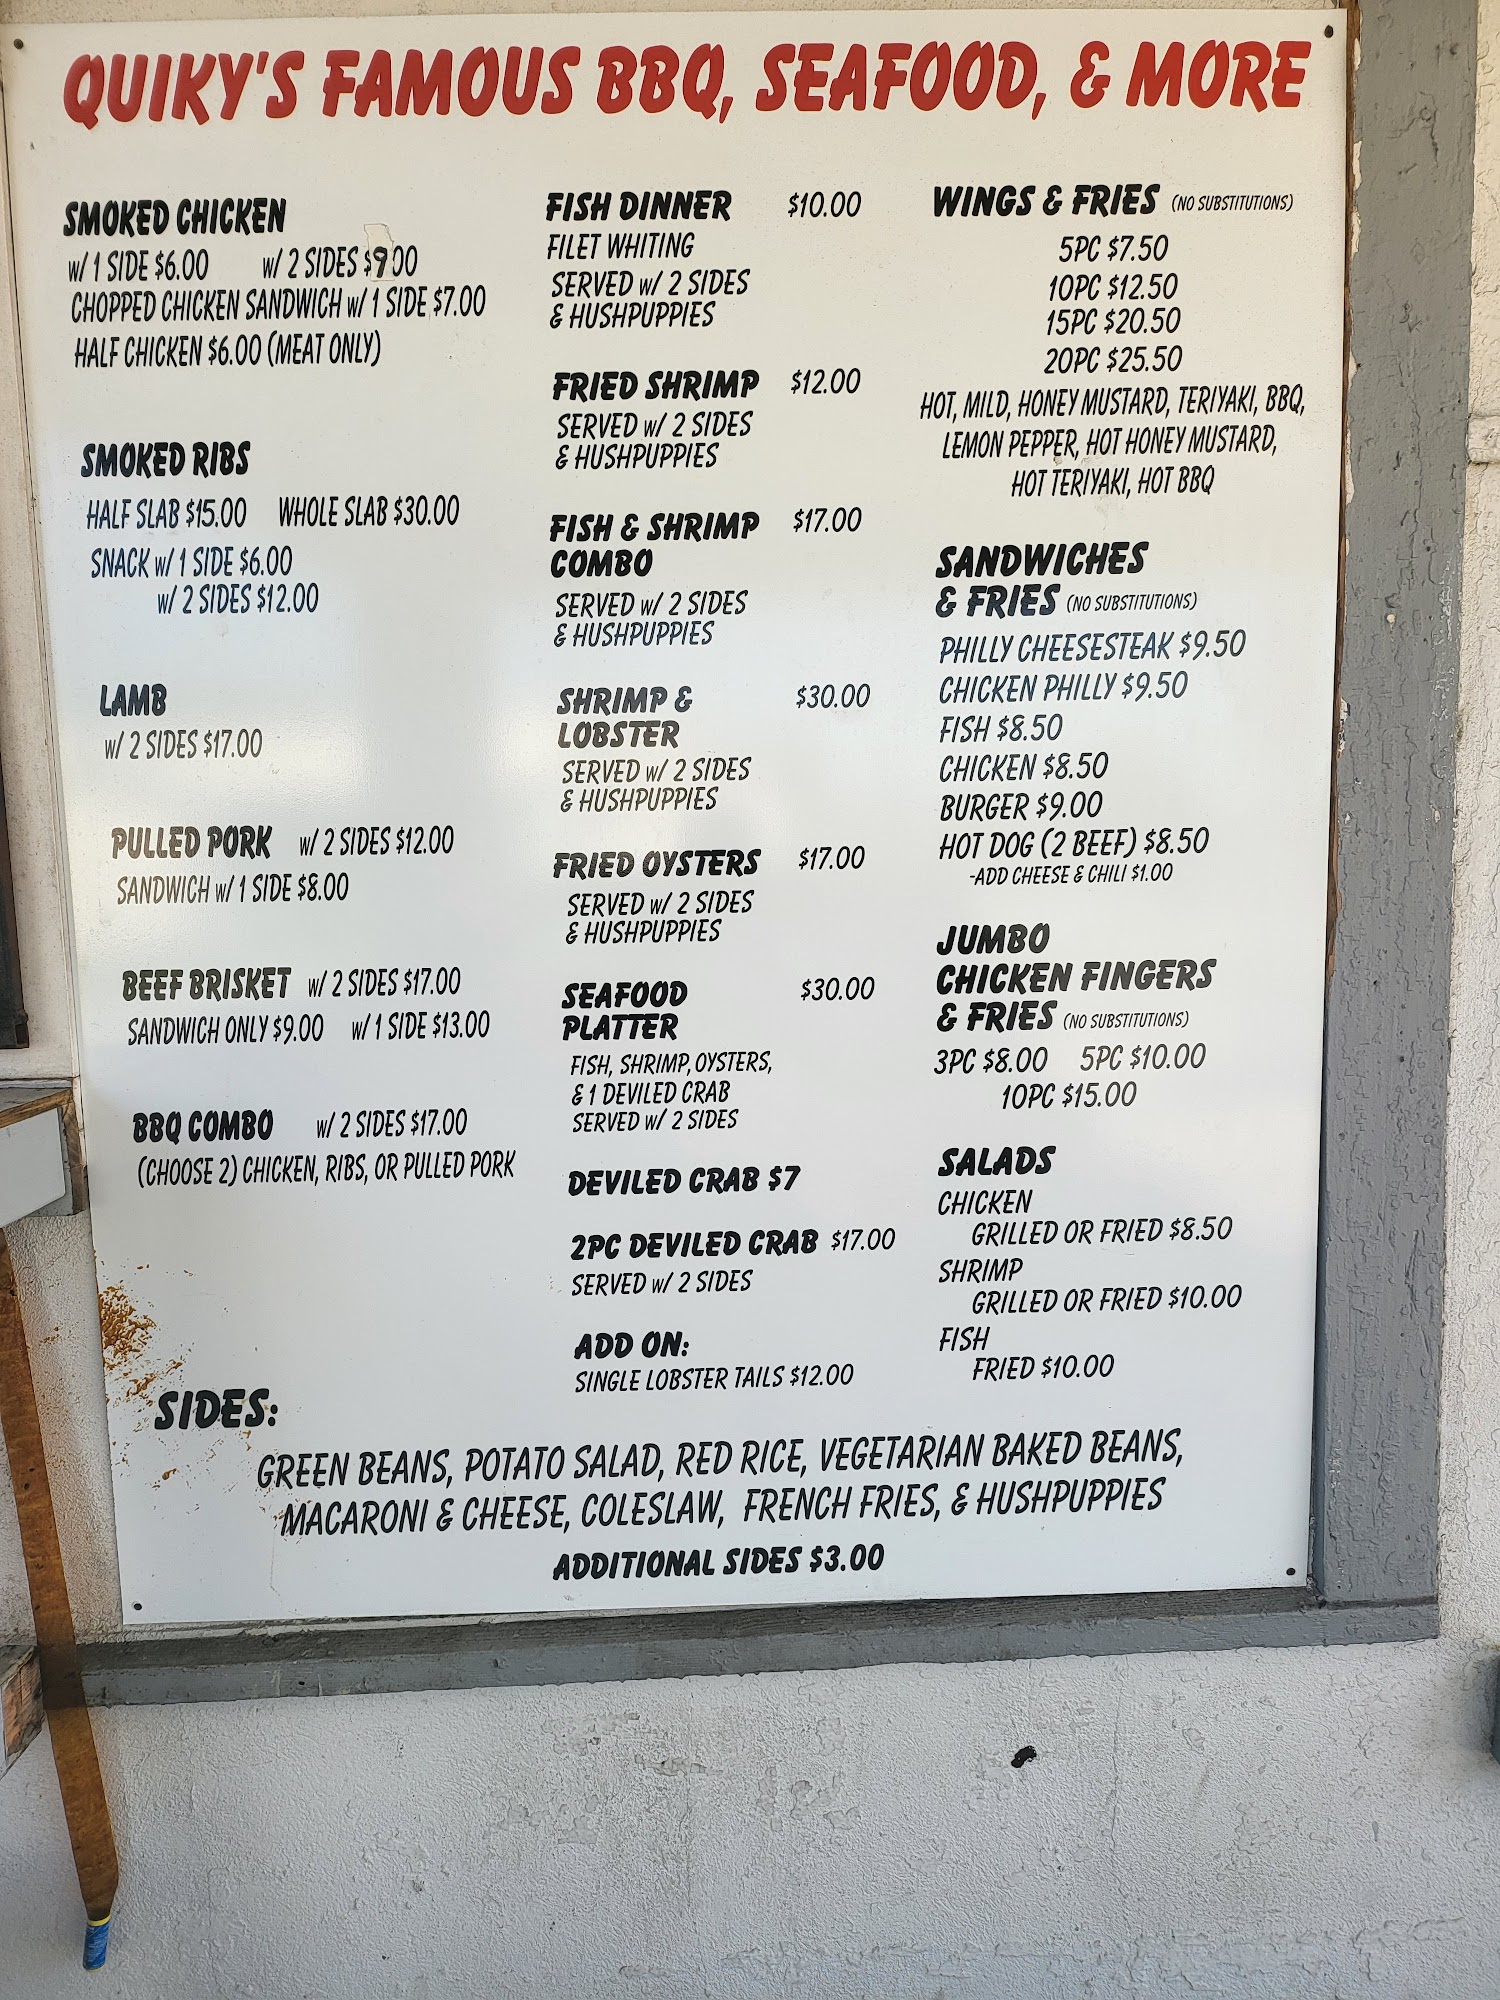 QUIKY'S FAMOUS BBQ, SEAFOOD, & MORE
SMOKED CHICKEN
w/ 1 SIDE $6.00 w/ 2 SIDES $9.00
CHOPPED CHICKEN SANDWICH w/ 1 SIDE $7.00
HALF CHICKEN $6.00 (MEAT ONLY)
SMOKED RIBS
HALF SLAB $15.00 WHOLE SLAB $30.00
SNACK w/ 1 SIDE $6.00
w/ 2 SIDES $12.00
LAMB
w/ 2 SIDES $17.00
PULLED PORK w/ 2 SIDES $12.00
SANDWICH w/ 1 SIDE $8.00
BEEF BRISKET w/ 2 SIDES $17.00
SANDWICH ONLY $9.00 w/ 1 SIDE $13.00
BBQ COMBO w/ 2 SIDES $17.00
(CHOOSE 2) CHICKEN, RIBS, OR PULLED PORK
FISH DINNER $10.00
FILET WHITING
SERVED w/ 2 SIDES
& HUSHPUPPIES
FRIED SHRIMP $12.00
SERVED w/ 2 SIDES
& HUSHPUPPIES
FISH & SHRIMP $17.00
COMBO
SERVED w/ 2 SIDES
& HUSHPUPPIES
SHRIMP & $30.00
LOBSTER
SERVED w/ 2 SIDES
& HUSHPUPPIES
FRIED OYSTERS $17.00
SERVED w/ 2 SIDES
& HUSHPUPPIES
SEAFOOD $30.00
PLATTER
FISH, SHRIMP, OYSTERS,
& 1 DEVILED CRAB
SERVED w/ 2 SIDES
DEVILED CRAB $7
2PC DEVILED CRAB $17.00
SERVED w/ 2 SIDES
ADD ON:
SINGLE LOBSTER TAILS $12.00
WINGS & FRIES (NO SUBSTITUTIONS)
5PC $7.50
10PC $12.50
15PC $20.50
20PC $25.50
HOT, MILD, HONEY MUSTARD, TERIYAKI, BBQ,
LEMON PEPPER, HOT HONEY MUSTARD,
HOT TERIYAKI, HOT BBQ
SANDWICHES
& FRIES (NO SUBSTITUTIONS)
PHILLY CHEESESTEAK $9.50
CHICKEN PHILLY $9.50
FISH $8.50
CHICKEN $8.50
BURGER $9.00
HOT DOG (2 BEEF) $8.50
-ADD CHEESE & CHILI $1.00
JUMBO
CHICKEN FINGERS
& FRIES (NO SUBSTITUTIONS)
3PC $8.00 5PC $10.00
10PC $15.00
SALADS
CHICKEN
GRILLED OR FRIED $8.50
SHRIMP
GRILLED OR FRIED $10.00
FISH
FRIED $10.00
SIDES:
GREEN BEANS, POTATO SALAD, RED RICE, VEGETARIAN BAKED BEANS,
MACARONI & CHEESE, COLESLAW, FRENCH FRIES, & HUSHPUPPIES
ADDITIONAL SIDES $3.00